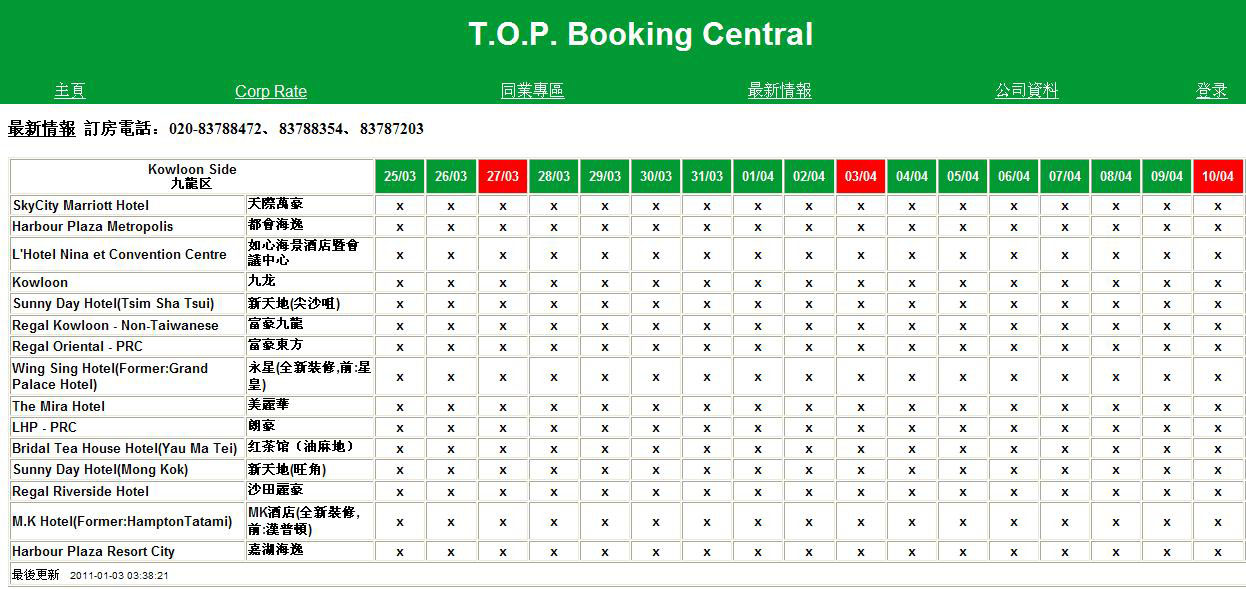 T.O.P. Booking Central
主頁 Corp Rate 同業專區 最新情報 公司資料 登录
最新情報 訂房電話：020-83788472、83788354、83787203
Kowloon Side
九龍区
25/03 26/03 27/03 28/03 29/03 30/03 31/03 01/04 02/04 03/04 04/04 05/04 06/04 07/04 08/04 09/04 10/04
SkyCity Marriott Hotel 天際萬豪 x x x x x x x x x x x x x x x x x
Harbour Plaza Metropolis 都會海逸 x x x x x x x x x x x x x x x x x
L'Hotel Nina et Convention Centre 如心海景酒店暨會
議中心 x x x x x x x x x x x x x x x x x
Kowloon 九龙 x x x x x x x x x x x x x x x x x
Sunny Day Hotel(Tsim Sha Tsui) 新天地(尖沙咀) x x x x x x x x x x x x x x x x x
Regal Kowloon - Non-Taiwanese 富豪九龍 x x x x x x x x x x x x x x x x x
Regal Oriental - PRC 富豪東方 x x x x x x x x x x x x x x x x x
Wing Sing Hotel(Former:Grand
Palace Hotel) 永星(全新裝修,前:星
皇) x x x x x x x x x x x x x x x x x
The Mira Hotel 美麗華 x x x x x x x x x x x x x x x x x
LHP - PRC 朗豪 x x x x x x x x x x x x x x x x x
Bridal Tea House Hotel(Yau Ma Tei) 红茶馆（油麻地） x x x x x x x x x x x x x x x x x
Sunny Day Hotel(Mong Kok) 新天地(旺角) x x x x x x x x x x x x x x x x x
Regal Riverside Hotel 沙田麗豪 x x x x x x x x x x x x x x x x x
M.K Hotel(Former:HamptonTatami) MK酒店(全新裝修,
前:漢普頓) x x x x x x x x x x x x x x x x x
Harbour Plaza Resort City 嘉湖海逸 x x x x x x x x x x x x x x x x x
最後更新 2011-01-03 03:38:21